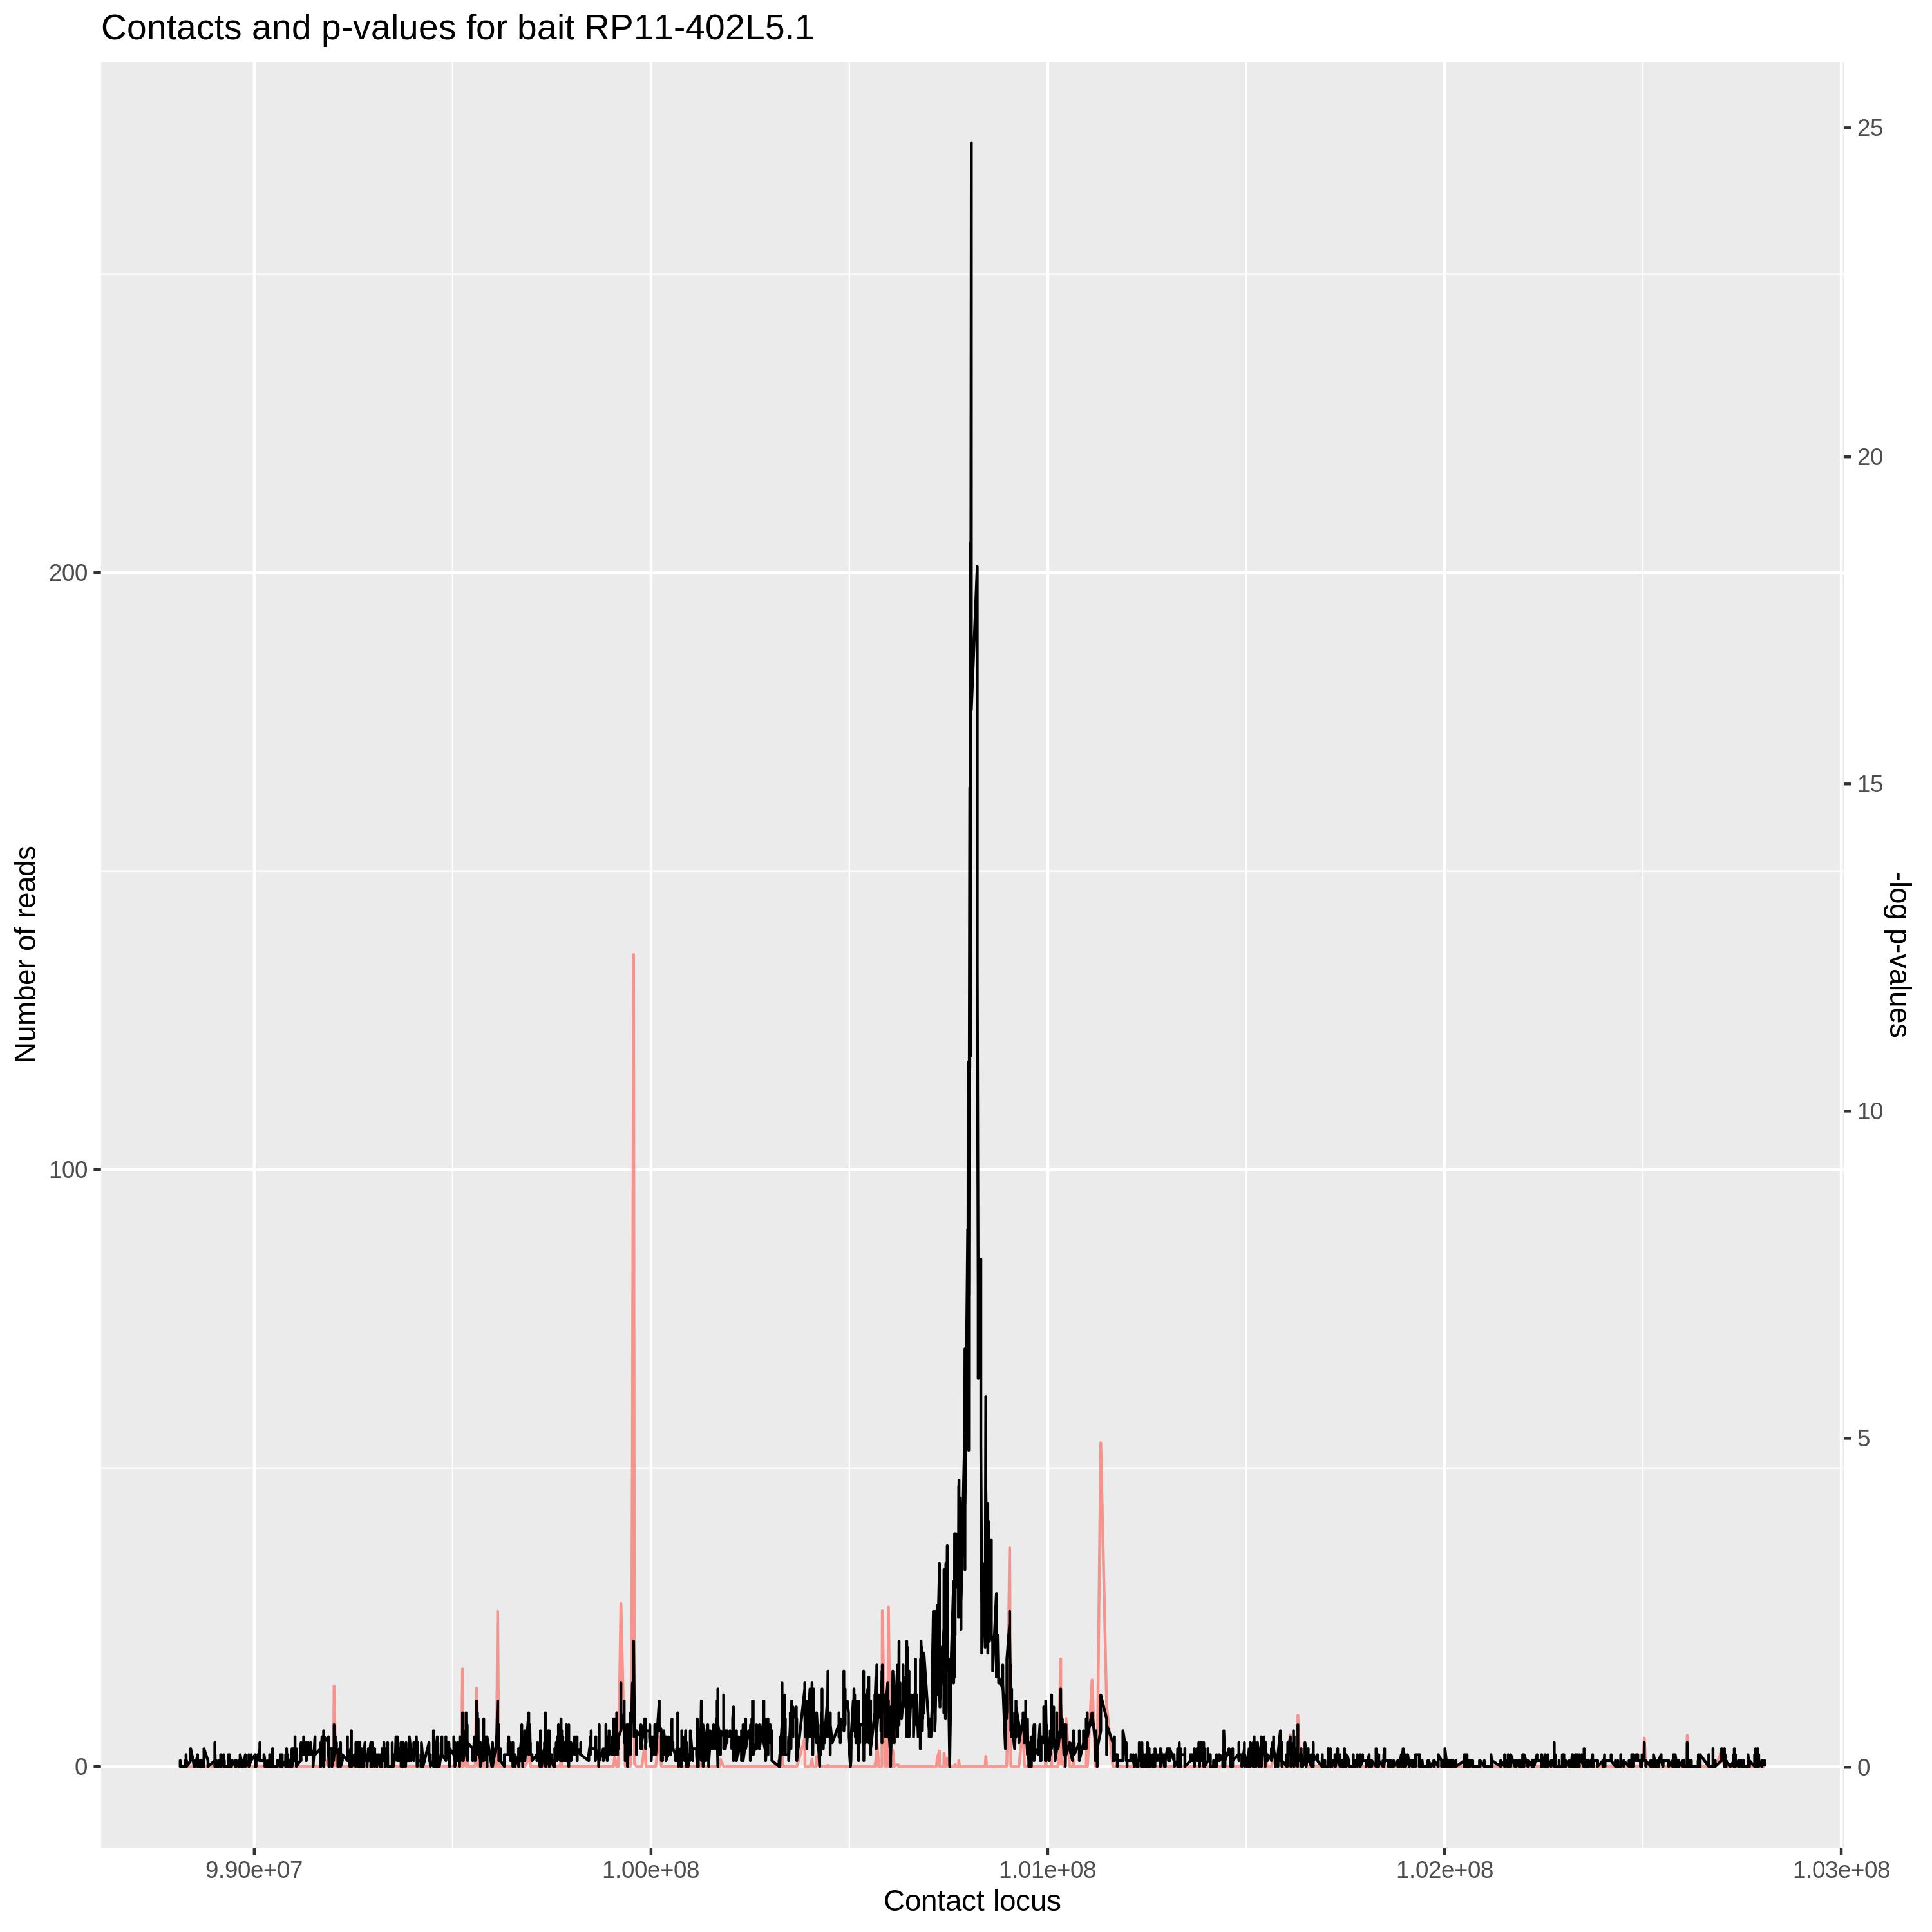 Contacts and p-values for bait RP11-402L5.1
Number of reads
200
100
0
25
20
15
10
5
0
-log p-values
9.90e+07 1.00e+08 1.01e+08 1.02e+08 1.03e+08
Contact locus